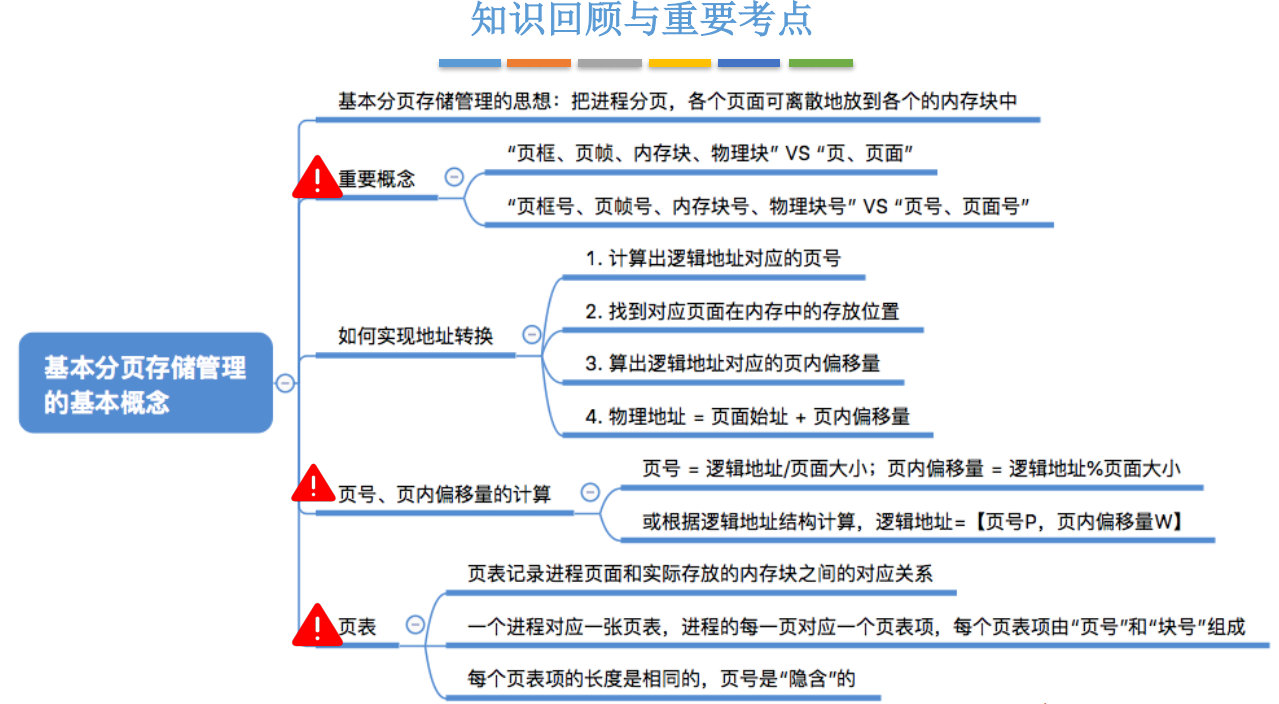 知识回顾与重要考点
基本分页存储管理的思想：把进程分页，各个页面可离散地放到各个的内存块中
重要概念
“页框、页帧、内存块、物理块” VS “页、页面”
“页框号、页帧号、内存块号、物理块号” VS “页号、页面号”
基本分页存储管理
的基本概念
如何实现地址转换
1. 计算出逻辑地址对应的页号
2. 找到对应页面在内存中的存放位置
3. 算出逻辑地址对应的页内偏移量
4. 物理地址 = 页面始址 + 页内偏移量
页号、页内偏移量的计算
页号 = 逻辑地址/页面大小；页内偏移量 = 逻辑地址%页面大小
或根据逻辑地址结构计算，逻辑地址=【页号P，页内偏移量W】
页表
页表记录进程页面和实际存放的内存块之间的对应关系
一个进程对应一张页表，进程的每一页对应一个页表项，每个页表项由“页号”和“块号”组成
每个页表项的长度是相同的，页号是“隐含”的